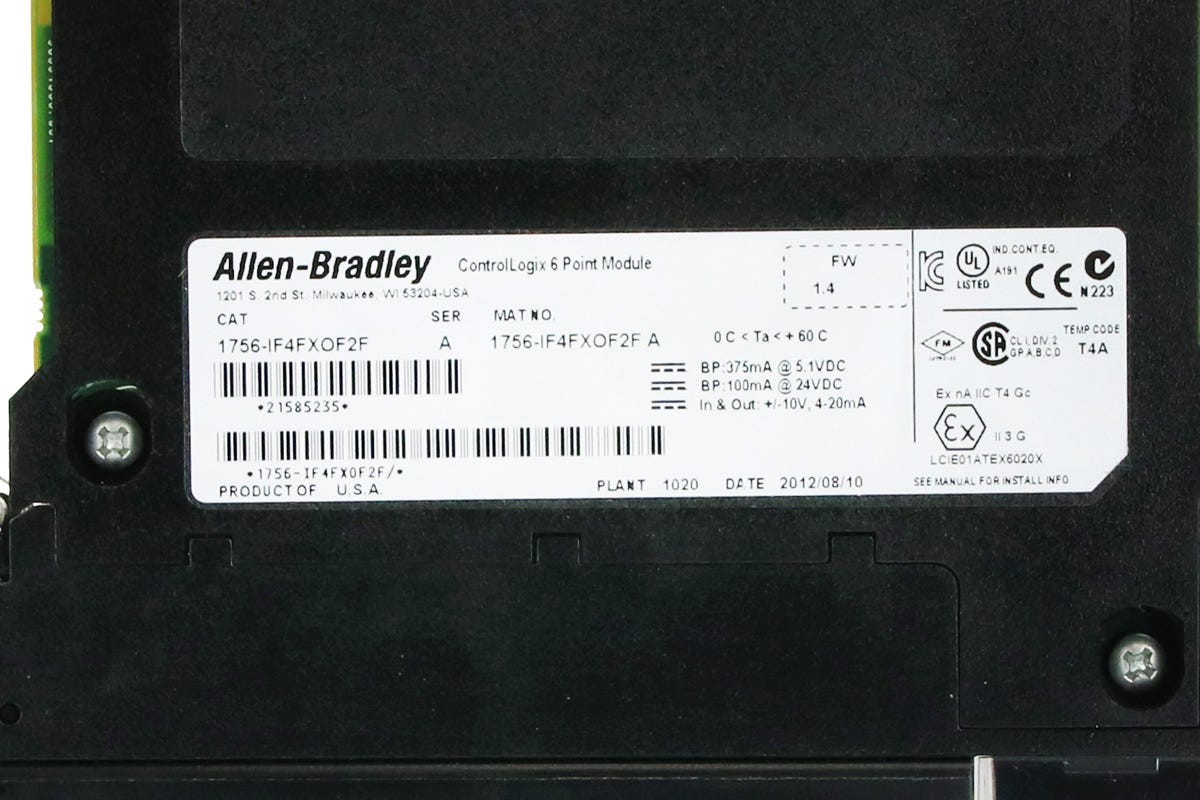 Allen-Bradley ControlLogix 6 Point Module
1201 S. 2nd St. Milwaukee, WI 53204-USA
FW
1.4
CAT SER MAT NO.
1756-IF4FXOF2F A 1756-IF4FXOF2F A 0 C < Ta < + 60 C
BP:375mA @ 5.1VDC
BP:100mA @ 24VDC
In & Out: +/-10V, 4-20mA
*21585235*
*1756-IF4FXOF2F/*
PRODUCT OF U.S.A. PLANT 1020 DATE 2012/08/10
UL
LISTED
IND.CONT.EQ.
A191
CE
N223
FM
SA
CL I, DIV. 2
GP.A,B,C,D
TEMP CODE
T4A
Ex nA IIC T4 Gc
Ex II 3 G
LCIE01ATEX6020X
SEE MANUAL FOR INSTALL INFO